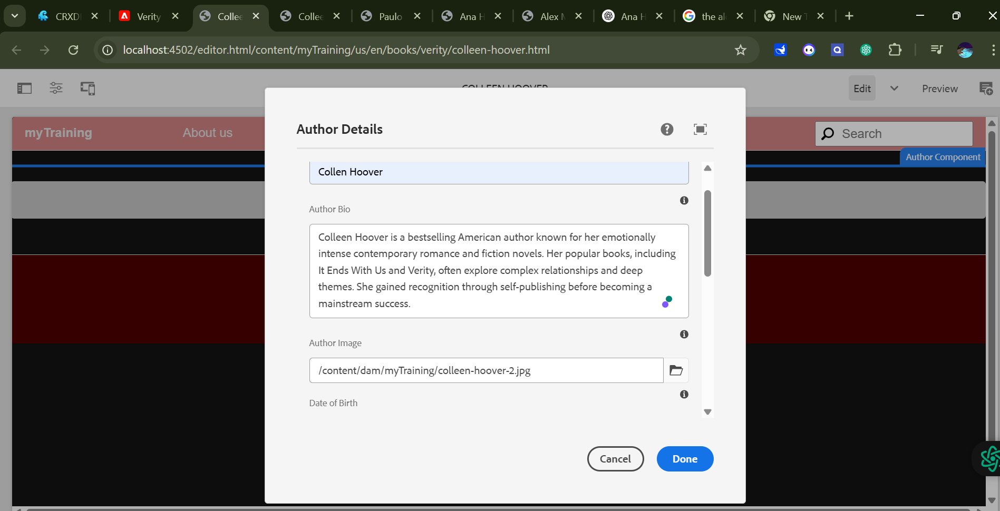 CRXD
Verity
Collee
Collee
Paulo
Ana H
Alex M
Ana H
the al
New T
localhost:4502/editor.html/content/myTraining/us/en/books/verity/colleen-hoover.html
COLLEEN HOOVER
Edit
Preview
myTraining
About us
Search
Author Component
Author Details
Collen Hoover
Author Bio
Colleen Hoover is a bestselling American author known for her emotionally
intense contemporary romance and fiction novels. Her popular books, including
It Ends With Us and Verity, often explore complex relationships and deep
themes. She gained recognition through self-publishing before becoming a
mainstream success.
Author Image
/content/dam/myTraining/colleen-hoover-2.jpg
Date of Birth
Cancel
Done